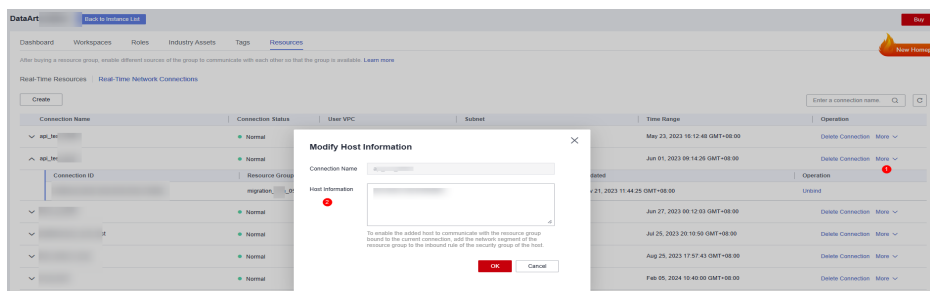 DataArt
Back to Instance List
Buy
Dashboard Workspaces Roles Industry Assets Tags Resources
New Homep
After buying a resource group, enable different sources of the group to communicate with each other so that the group is available. Learn more
Real-Time Resources Real-Time Network Connections
Create
Enter a connection name
Connection Name Connection Status User VPC Subnet Time Range Operation
api_tes Normal May 23, 2023 16:12:48 GMT+08:00 Delete Connection More
Modify Host Information
api_tes Normal Jun 01, 2023 09:14:26 GMT+08:00 Delete Connection More
1
Connection Name
Connection ID Resource Group dated Operation
migration_ _05 21, 2023 11:44:25 GMT+08:00 Unbind
Host Information
2
Normal Jun 27, 2023 00:12:03 GMT+08:00 Delete Connection More
To enable the added host to communicate with the resource group
bound to the current connection, add the network segment of the
resource group to the inbound rule of the security group of the host.
Normal Jul 25, 2023 20:10:50 GMT+08:00 Delete Connection More
Normal Aug 25, 2023 17:57:43 GMT+08:00 Delete Connection More
OK Cancel
Normal Feb 05, 2024 10:40:00 GMT+08:00 Delete Connection More